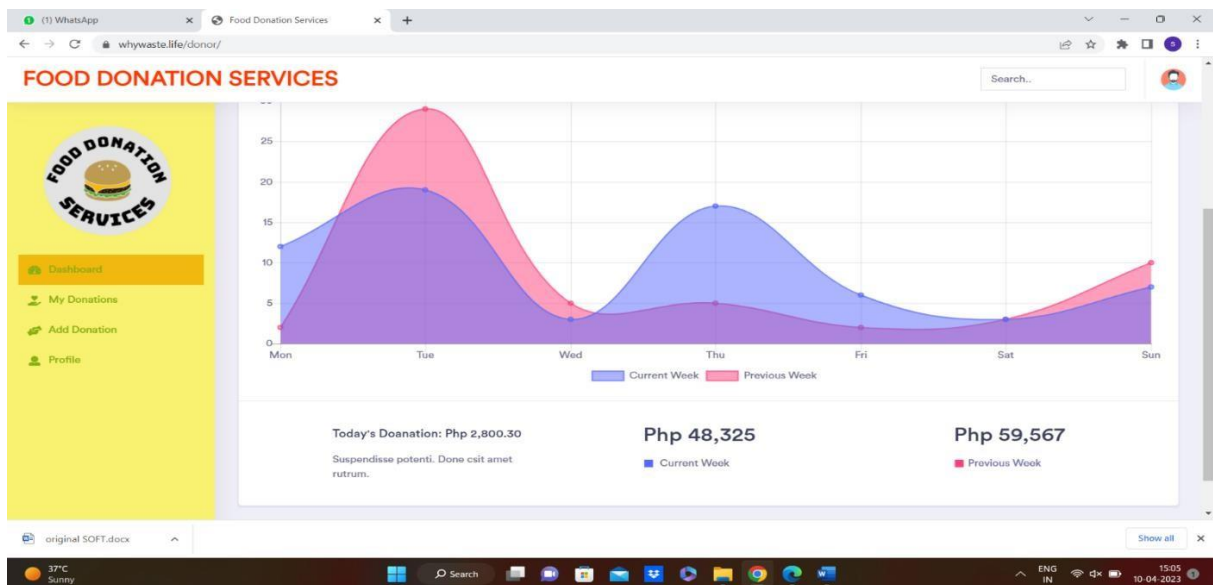 (1) WhatsApp
Food Donation Services
whywaste.life/donor/
S
FOOD DONATION SERVICES
Search..
FOOD DONATION
SERVICES
Dashboard
My Donations
Add Donation
Profile
25
20
15
10
5
0
Mon Tue Wed Thu Fri Sat Sun
Current Week Previous Week
Today's Doanation: Php 2,800.30
Suspendisse potenti. Done csit amet
rutrum.
Php 48,325
Current Week
Php 59,567
Previous Week
original SOFT.docx
Show all
37°C
Sunny
Search
ENG
IN
15:05
10-04-2023
1